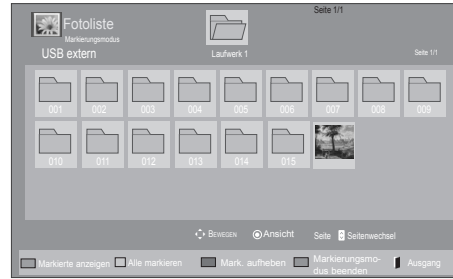 Seite 1/1
Fotoliste
Markierungsmodus
USB extern
Laufwerk 1
Seite 1/1
001 002 003 004 005 006 007 008 009
010 011 012 013 014 015
BEWEGEN Ansicht Seite Seitenwechsel
Markierte anzeigen Alle markieren Mark. aufheben Markierungsmo-
dus beenden Ausgang